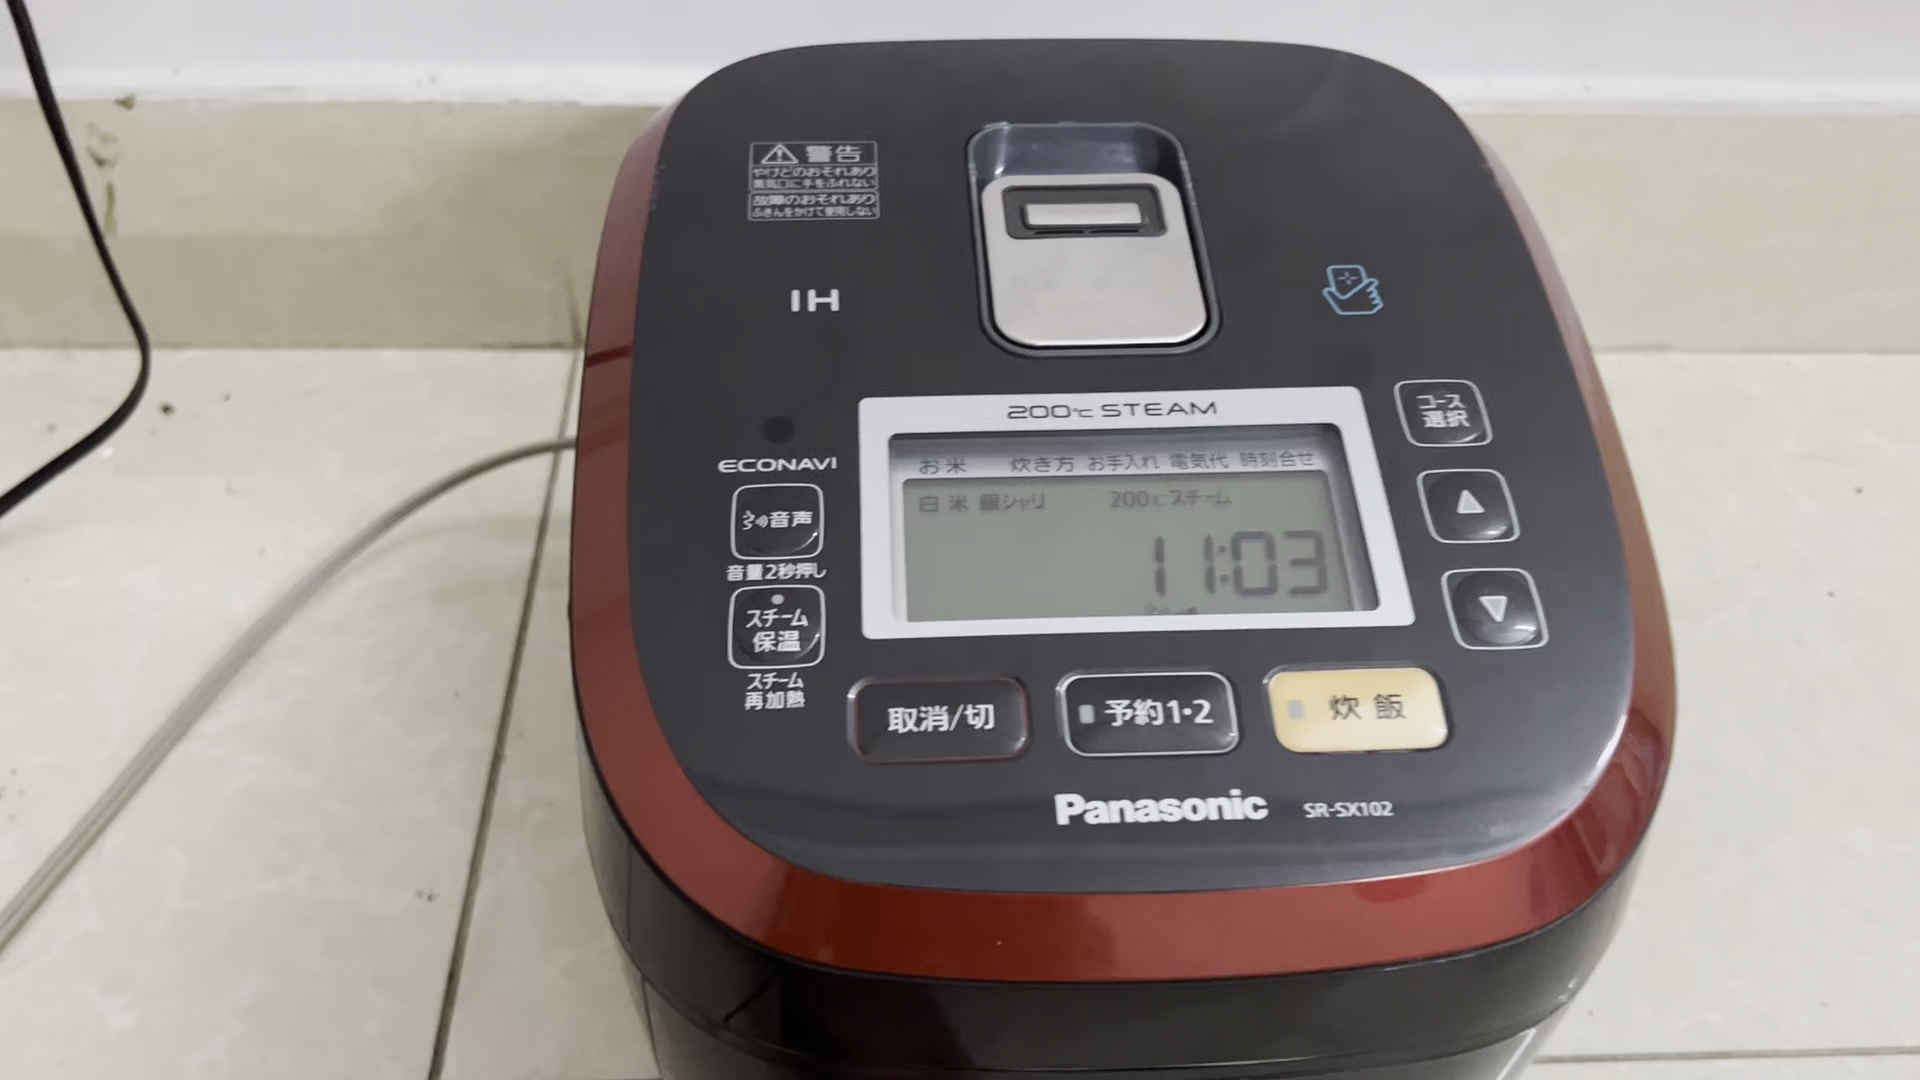 警告
やけどのおそれあり
蒸気口に手をふれない
故障のおそれあり
ふきんをかけて使用しない
IH
200℃ STEAM
コース
選択
ECONAVI
お米 炊き方 お手入れ 電気代 時刻合せ
白米 銀シャリ 200℃スチーム
11:03
音声
音量2秒押し
スチーム
保温
スチーム
再加熱
取消/切
予約1・2
炊飯
Panasonic SR-SX102